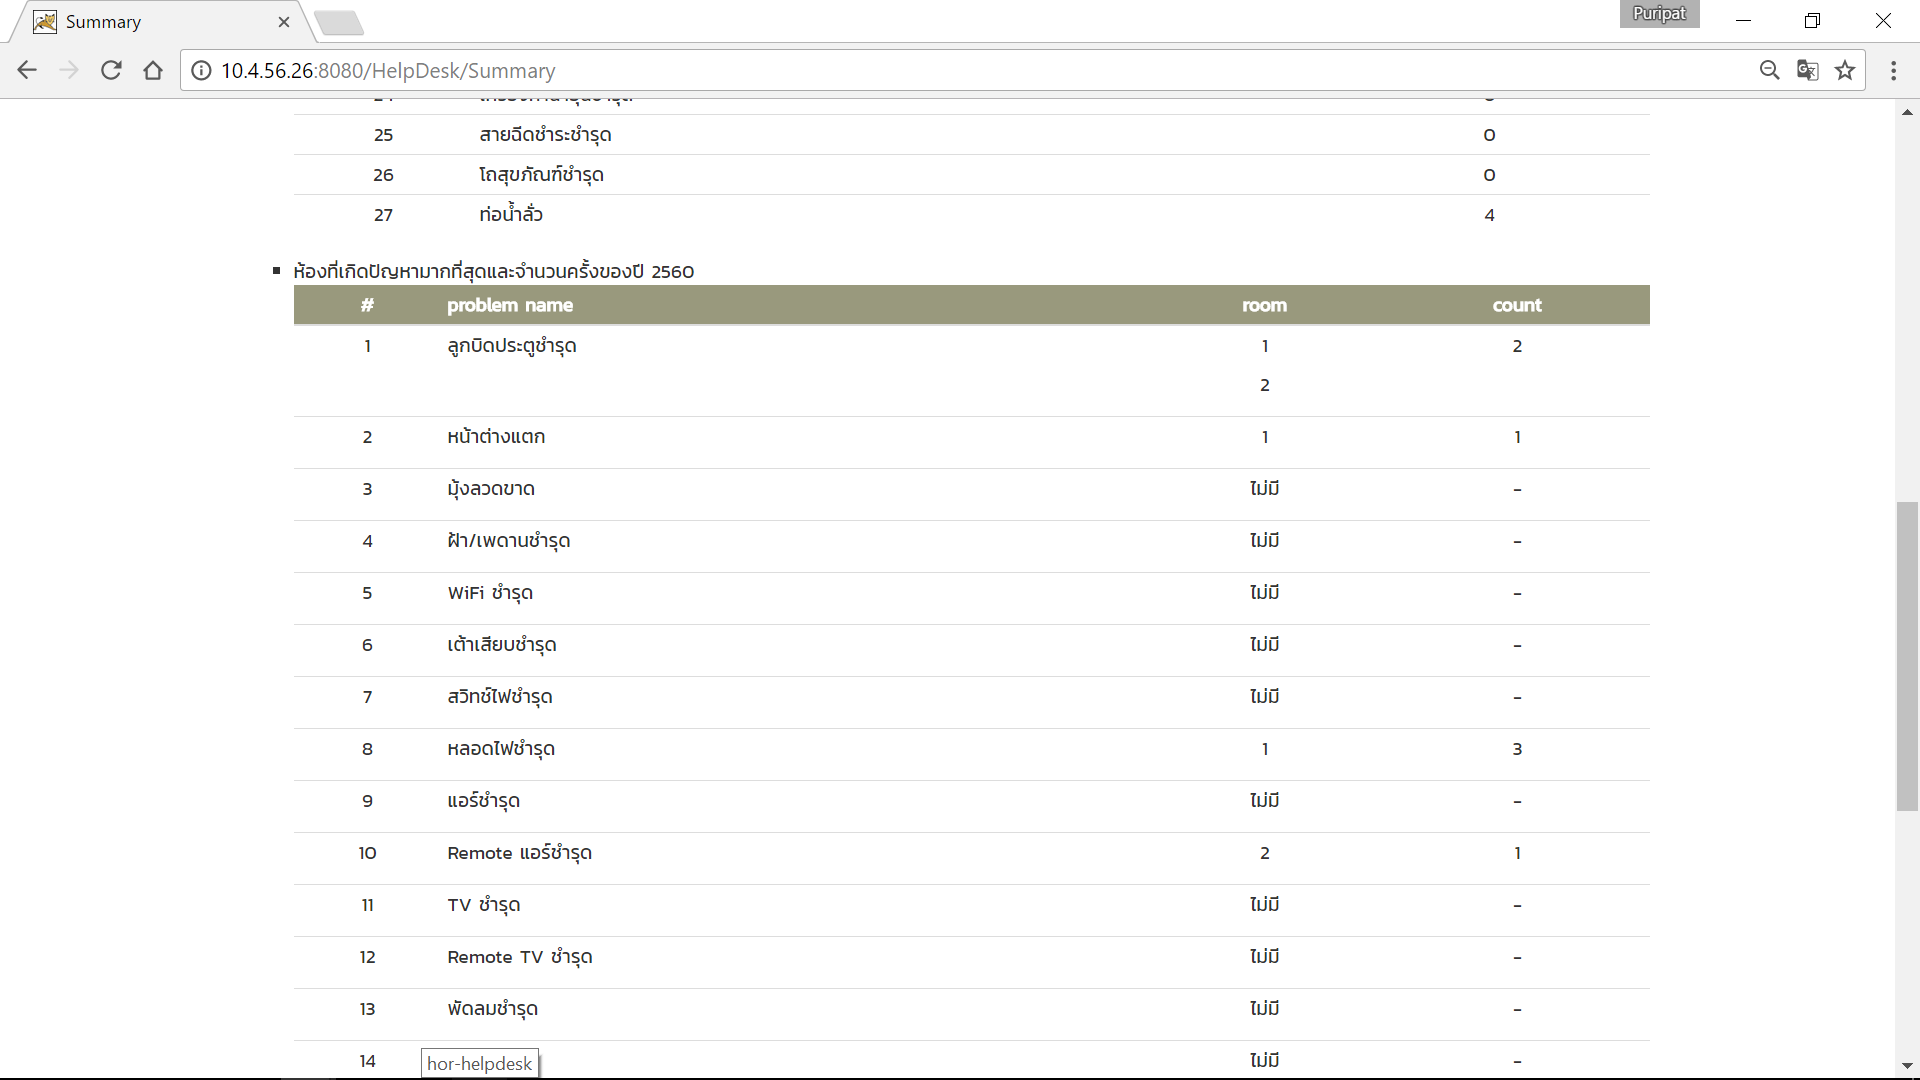 Summary
Puripat
10.4.56.26:8080/HelpDesk/Summary
25 สายฉีดชำระชำรุด 0
26 โถสุขภัณฑ์ชำรุด 0
27 ท่อน้ำลั่ว 4
ห้องที่เกิดปัญหามากที่สุดและจำนวนครั้งของปี 2560
# problem name room count
1 ลูกบิดประตูชำรุด 1 2
2
2 หน้าต่างแตก 1 1
3 มุ้งลวดขาด ไม่มี -
4 ฝ้า/เพดานชำรุด ไม่มี -
5 WiFi ชำรุด ไม่มี -
6 เต้าเสียบชำรุด ไม่มี -
7 สวิทช์ไฟชำรุด ไม่มี -
8 หลอดไฟชำรุด 1 3
9 แอร์ชำรุด ไม่มี -
10 Remote แอร์ชำรุด 2 1
11 TV ชำรุด ไม่มี -
12 Remote TV ชำรุด ไม่มี -
13 พัดลมชำรุด ไม่มี -
14 ไม่มี -
hor-helpdesk